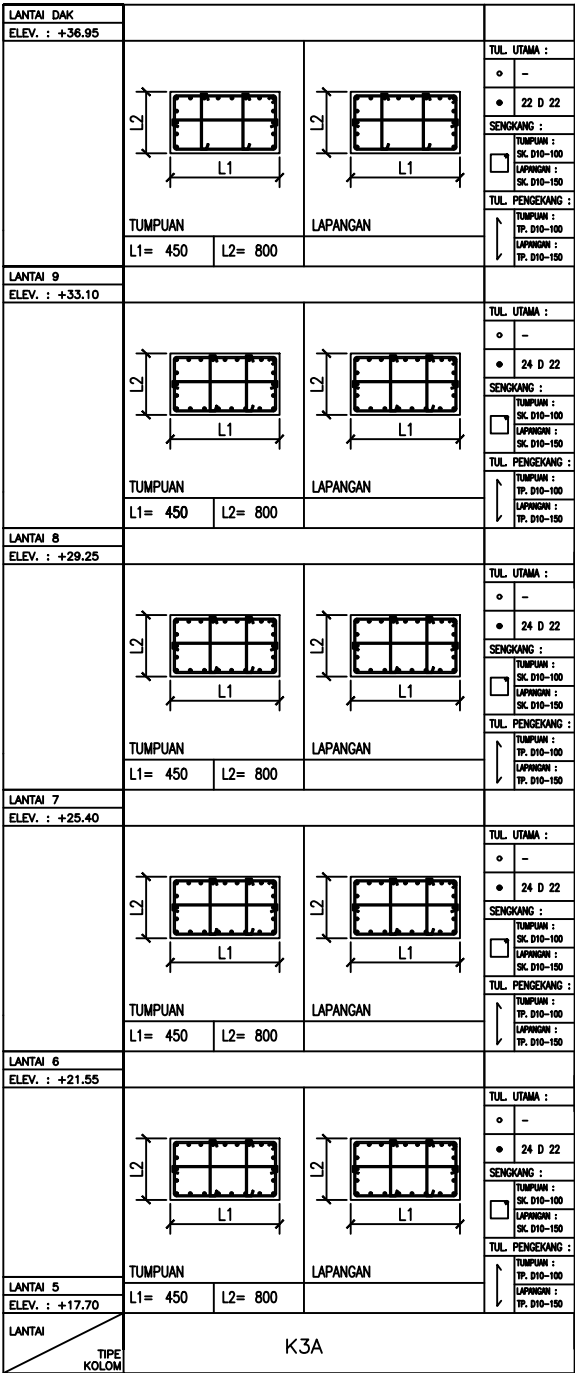 LANTAI DAK
ELEV. : +36.95
TUL. UTAMA :
-
22 D 22
SENGKANG :
TUMPUAN :
SK. D10-100
LAPANGAN :
SK. D10-150
TUL. PENGEKANG :
TUMPUAN :
TP. D10-100
LAPANGAN :
TP. D10-150
L2
L1
L2
L1
TUMPUAN
LAPANGAN
L1= 450
L2= 800
LANTAI 9
ELEV. : +33.10
TUL. UTAMA :
-
24 D 22
SENGKANG :
TUMPUAN :
SK. D10-100
LAPANGAN :
SK. D10-150
TUL. PENGEKANG :
TUMPUAN :
TP. D10-100
LAPANGAN :
TP. D10-150
L2
L1
L2
L1
TUMPUAN
LAPANGAN
L1= 450
L2= 800
LANTAI 8
ELEV. : +29.25
TUL. UTAMA :
-
24 D 22
SENGKANG :
TUMPUAN :
SK. D10-100
LAPANGAN :
SK. D10-150
TUL. PENGEKANG :
TUMPUAN :
TP. D10-100
LAPANGAN :
TP. D10-150
L2
L1
L2
L1
TUMPUAN
LAPANGAN
L1= 450
L2= 800
LANTAI 7
ELEV. : +25.40
TUL. UTAMA :
-
24 D 22
SENGKANG :
TUMPUAN :
SK. D10-100
LAPANGAN :
SK. D10-150
TUL. PENGEKANG :
TUMPUAN :
TP. D10-100
LAPANGAN :
TP. D10-150
L2
L1
L2
L1
TUMPUAN
LAPANGAN
L1= 450
L2= 800
LANTAI 6
ELEV. : +21.55
TUL. UTAMA :
-
24 D 22
SENGKANG :
TUMPUAN :
SK. D10-100
LAPANGAN :
SK. D10-150
TUL. PENGEKANG :
TUMPUAN :
TP. D10-100
LAPANGAN :
TP. D10-150
L2
L1
L2
L1
TUMPUAN
LAPANGAN
L1= 450
L2= 800
LANTAI 5
ELEV. : +17.70
LANTAI
TIPE
KOLOM
K3A